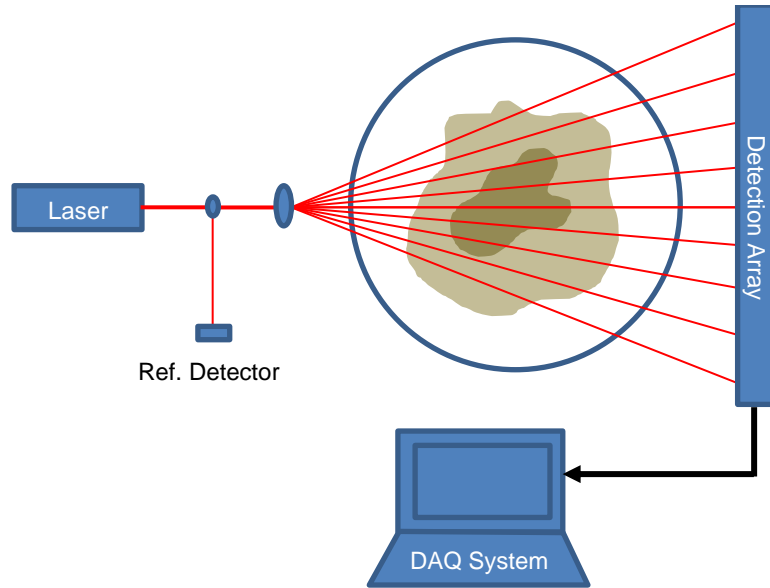 Laser
Ref. Detector
Detection Array
DAQ System